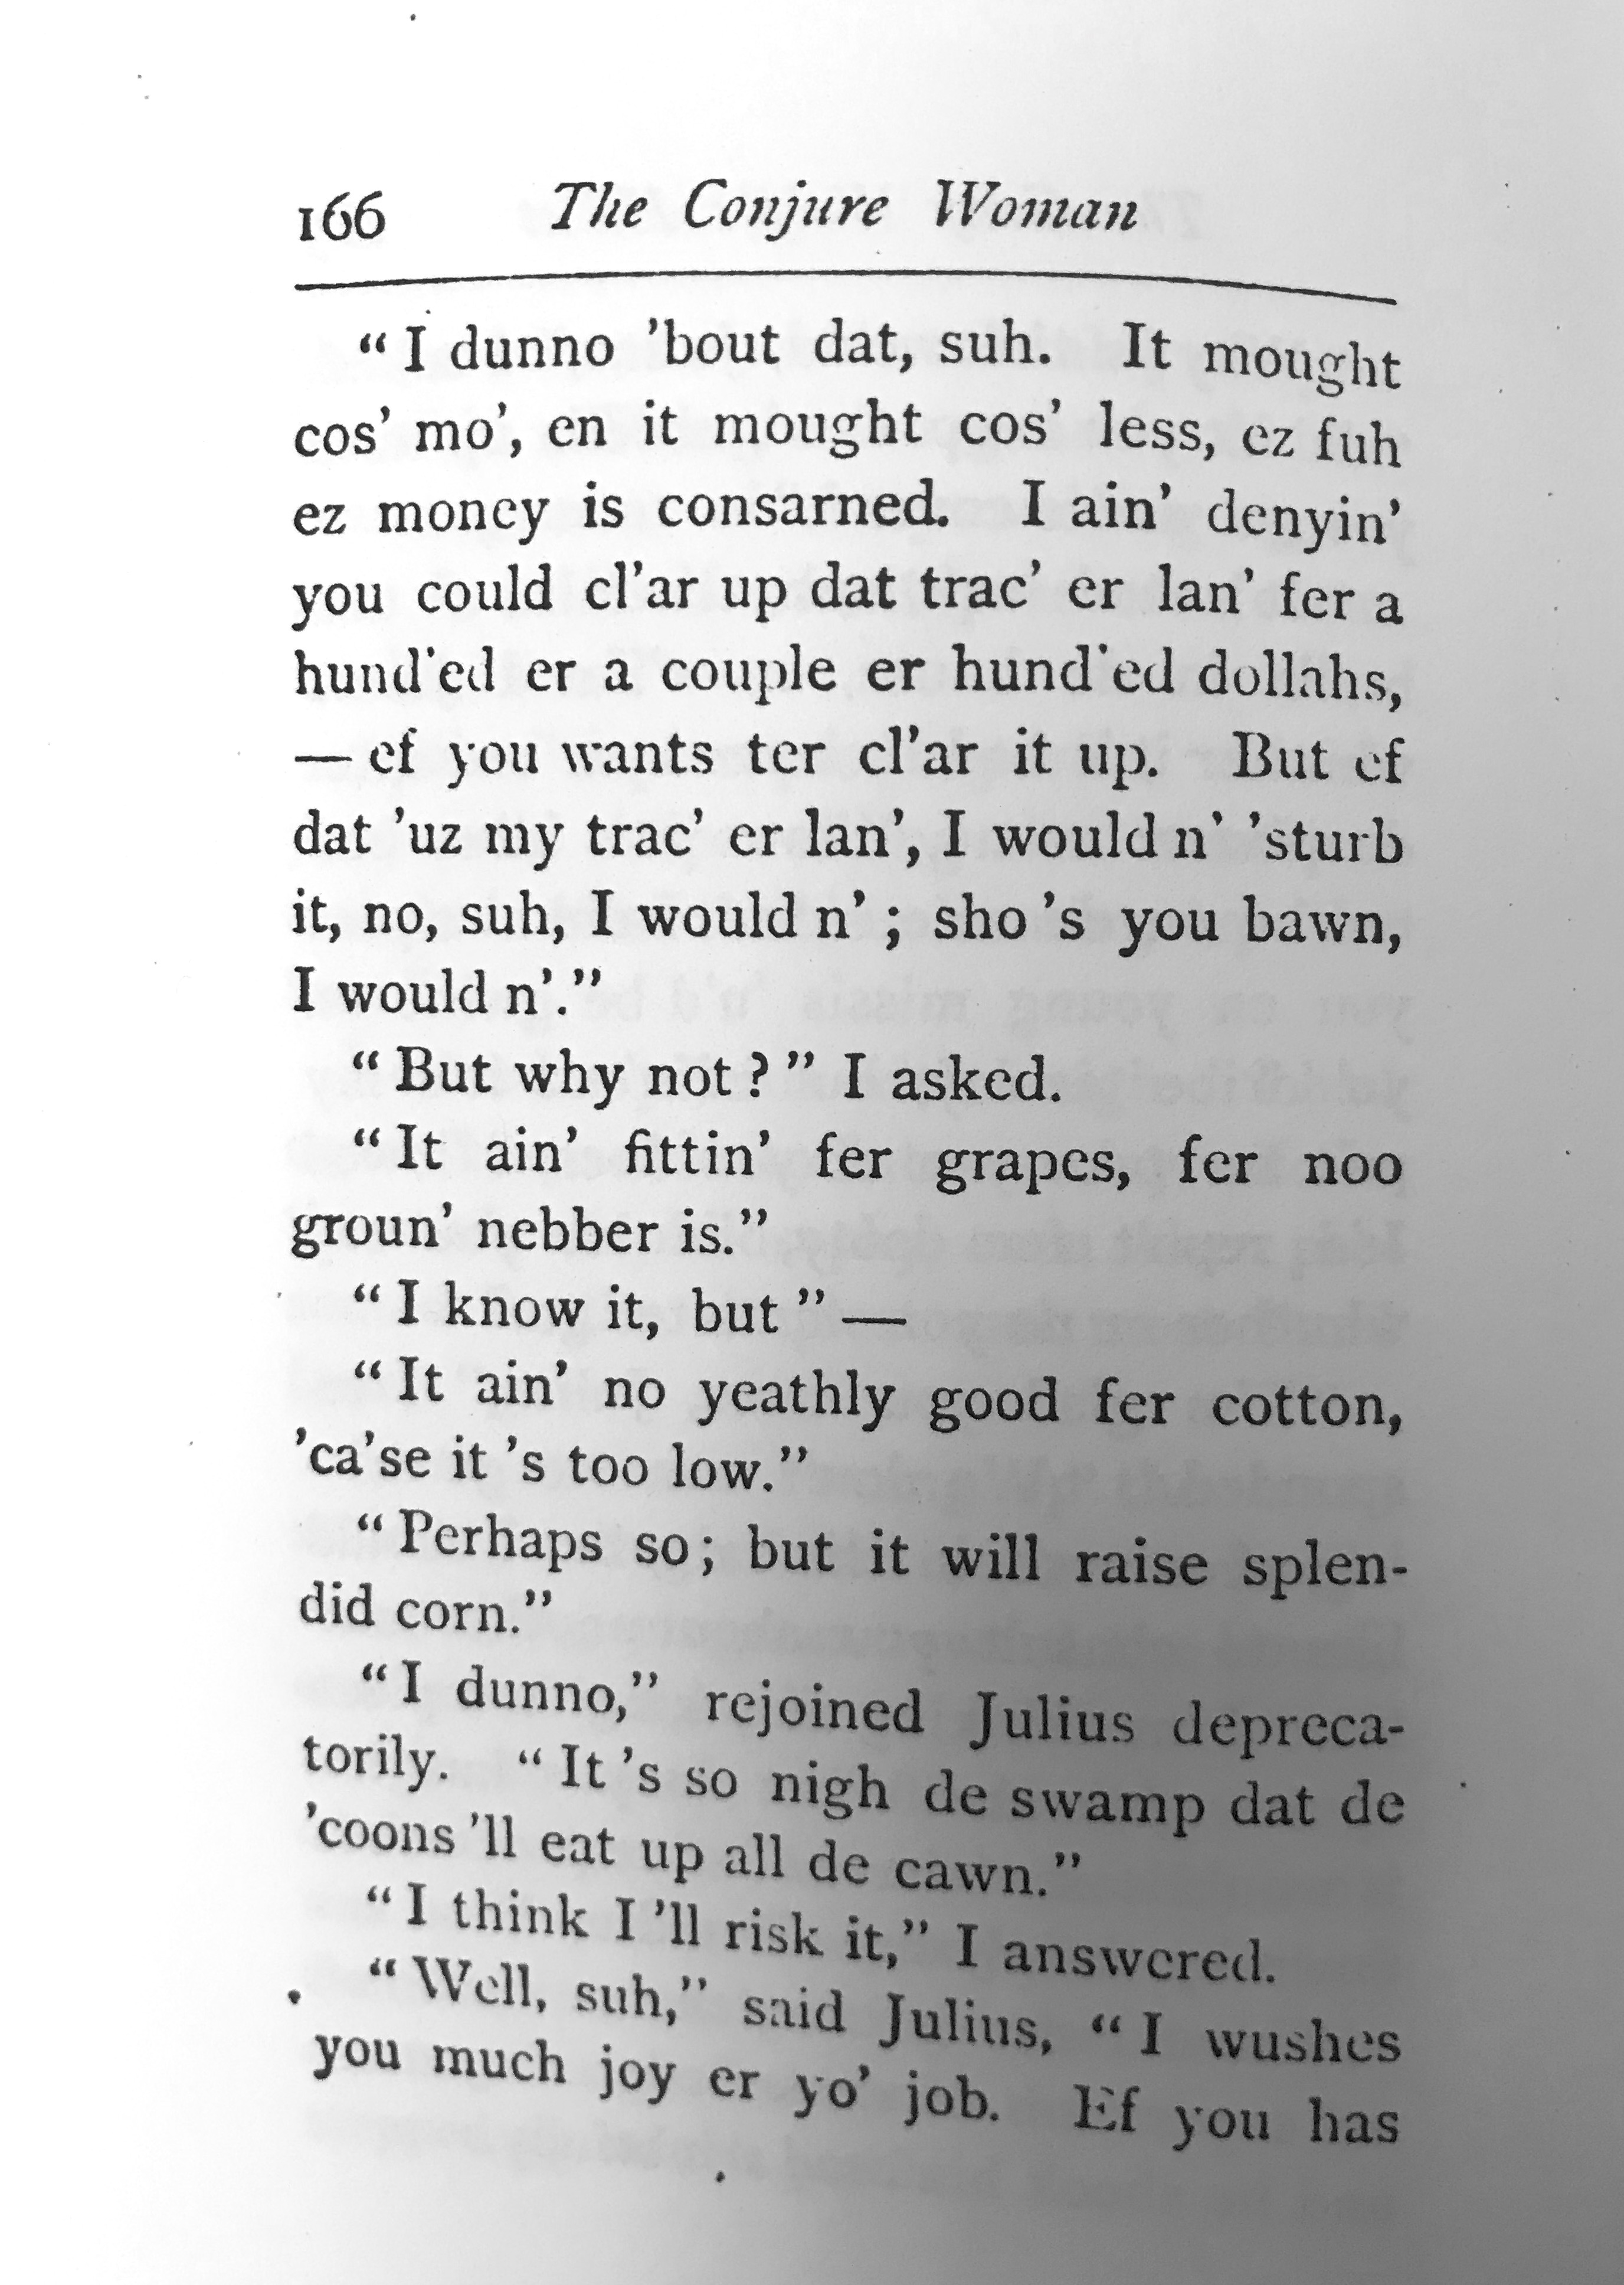 166 The Conjure Woman
“ I dunno ’bout dat, suh. It mought
cos’ mo’, en it mought cos’ less, ez fuh
ez money is consarned. I ain’ denyin’
you could cl’ar up dat trac’ er lan’ fer a
hund’ed er a couple er hund’ed dollahs,
— ef you wants ter cl’ar it up. But ef
dat ’uz my trac’ er lan’, I would n’ ’sturb
it, no, suh, I would n’ ; sho ’s you bawn,
I would n’.”
“ But why not ? ” I asked.
“ It ain’ fittin’ fer grapes, fer noo
groun’ nebber is.”
“ I know it, but ” —
“ It ain’ no yeathly good fer cotton,
’ca’se it ’s too low.”
“ Perhaps so ; but it will raise splen-
did corn.”
“ I dunno,” rejoined Julius depreca-
torily. “ It ’s so nigh de swamp dat de
’coons ’ll eat up all de cawn.”
“ I think I ’ll risk it,” I answered.
“ Well, suh,” said Julius, “ I wushes
you much joy er yo’ job. Ef you has